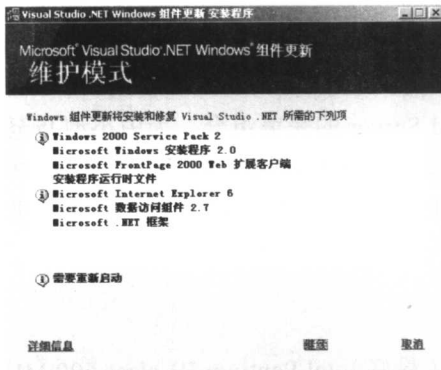 Visual Studio .NET Windows 组件更新 安装程序
Microsoft® Visual Studio®.NET Windows® 组件更新
维护模式
Windows 组件更新将安装和修复 Visual Studio .NET 所需的下列项
Windows 2000 Service Pack 2
Microsoft Windows 安装程序 2.0
Microsoft FrontPage 2000 Web 扩展客户端
安装程序运行时文件
Microsoft Internet Explorer 6
Microsoft 数据访问组件 2.7
Microsoft .NET 框架
需要重新启动
详细信息 继续 取消